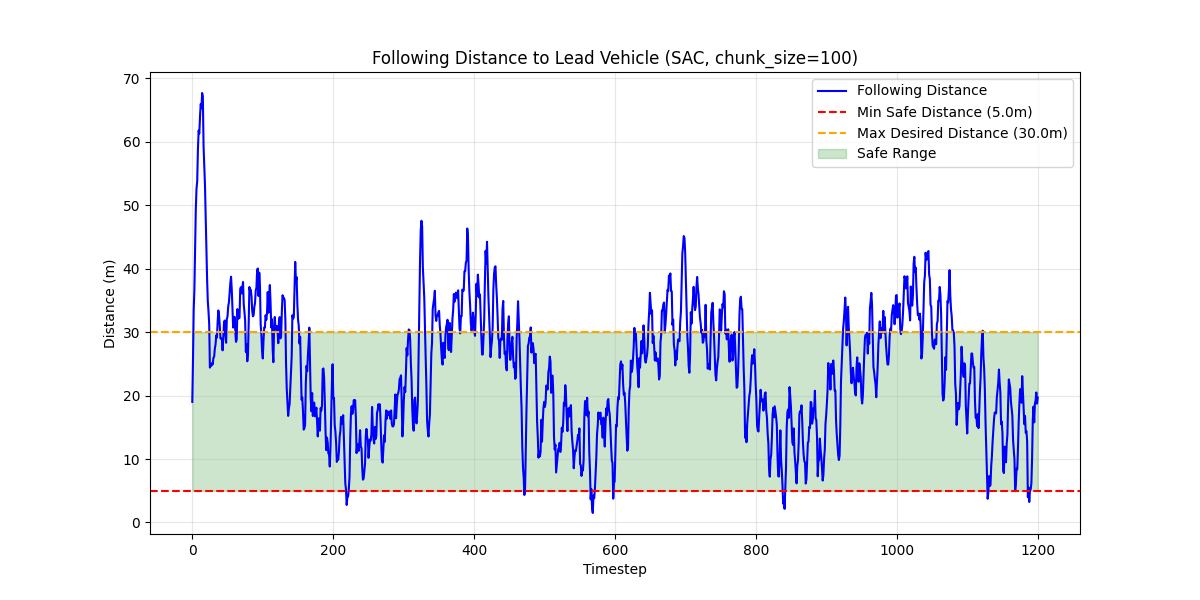 Following Distance to Lead Vehicle (SAC, chunk_size=100)
Following Distance
Min Safe Distance (5.0m)
Max Desired Distance (30.0m)
Safe Range
Distance (m)
70
60
50
40
30
20
10
0
0 200 400 600 800 1000 1200
Timestep